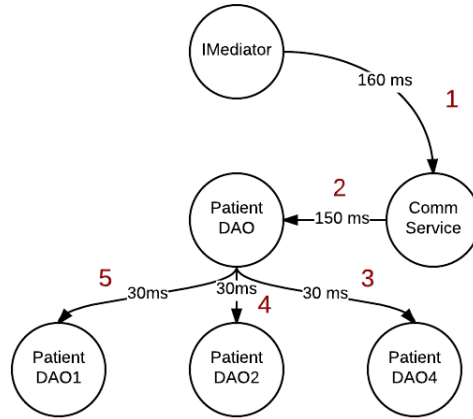 IMediator
160 ms
1
2
Patient
DAO
150 ms
Comm
Service
5
3
30ms
30ms
30 ms
4
Patient
DAO1
Patient
DAO2
Patient
DAO4